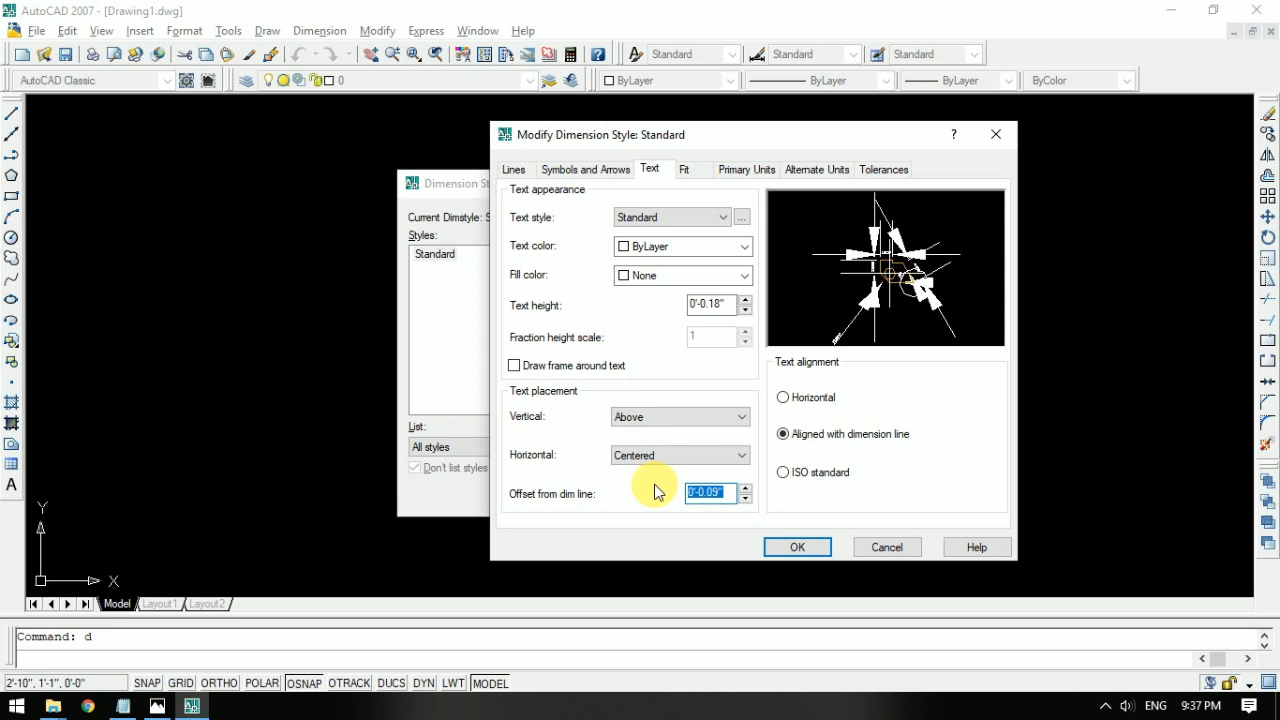 AutoCAD 2007 - [Drawing1.dwg]
File Edit View Insert Format Tools Draw Dimension Modify Express Window Help
Standard Standard Standard
AutoCAD Classic 0 ByLayer ByLayer ByLayer ByColor
Modify Dimension Style: Standard ?
Lines Symbols and Arrows Text Fit Primary Units Alternate Units Tolerances
Dimension St
Current Dimstyle: S
Styles:
Standard
List:
All styles
Don't list styles
Text appearance
Text style: Standard ...
Text color: ByLayer
Fill color: None
Text height: 0'-0.18"
Fraction height scale: 1
Draw frame around text
Text placement
Vertical: Above
Horizontal: Centered
Offset from dim line: 0'-0.09"
Text alignment
Horizontal
Aligned with dimension line
ISO standard
OK Cancel Help
Y
X
Model Layout1 Layout2
Command: d
2'-10", 1'-1", 0'-0" SNAP GRID ORTHO POLAR OSNAP OTRACK DUCS DYN LWT MODEL
ENG 9:37 PM